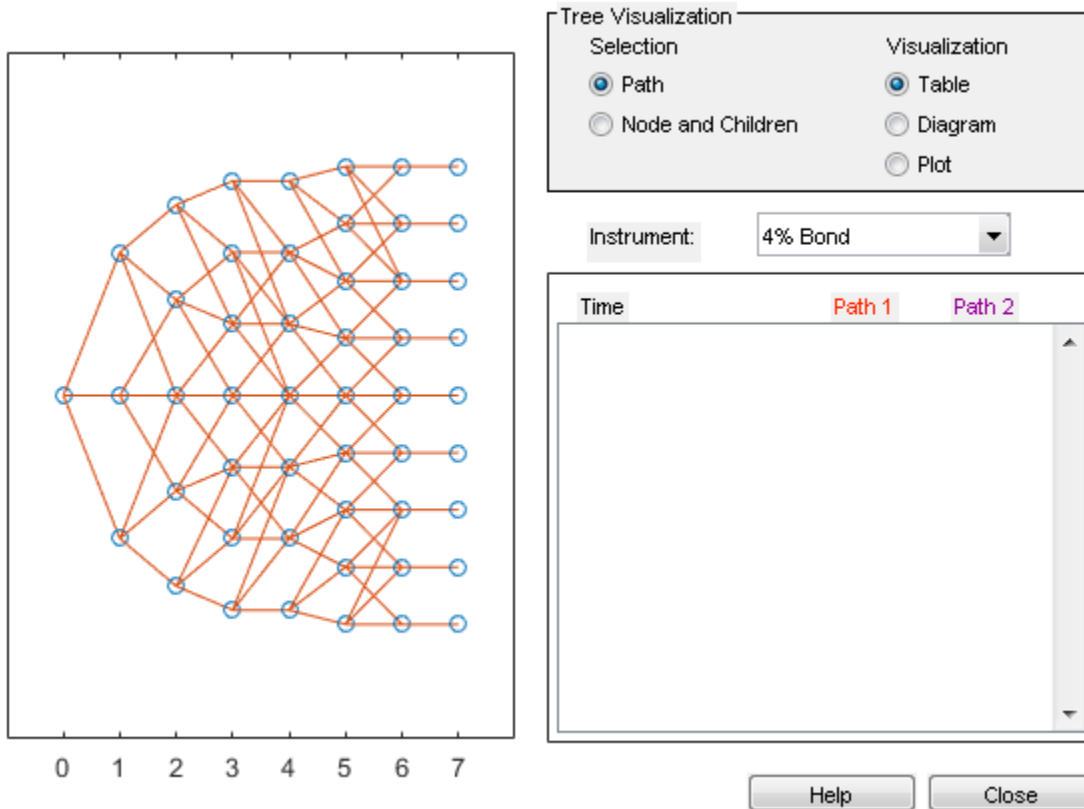 Tree Visualization
Selection Visualization
Path Table
Node and Children Diagram
Plot
Instrument: 4% Bond
Time Path 1 Path 2
0 1 2 3 4 5 6 7
Help Close